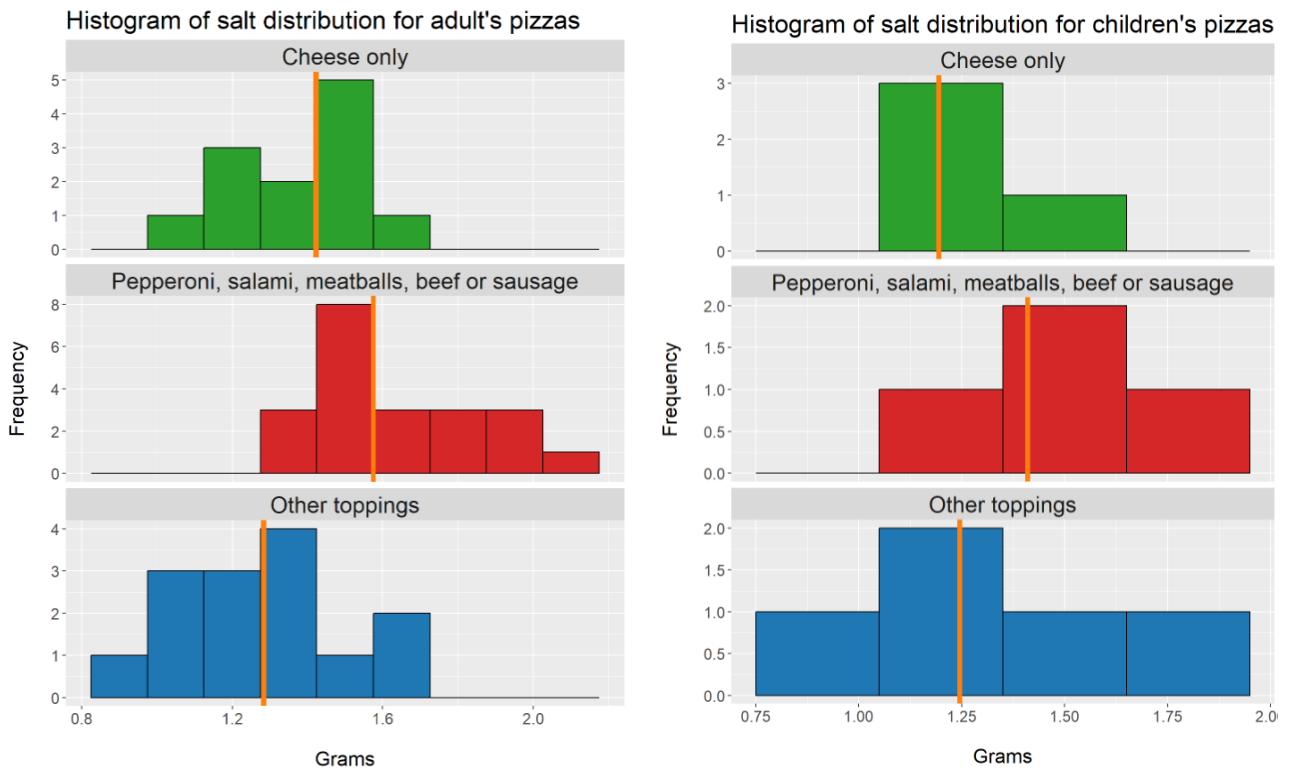 Histogram of salt distribution for adult's pizzas
Cheese only
5
4
3
2
1
0
Pepperoni, salami, meatballs, beef or sausage
8
6
4
2
0
Frequency
Other toppings
4
3
2
1
0
0.8 1.2 1.6 2.0
Grams
Histogram of salt distribution for children's pizzas
Cheese only
3
2
1
0
Pepperoni, salami, meatballs, beef or sausage
2.0
1.5
1.0
0.5
0.0
Frequency
Other toppings
2.0
1.5
1.0
0.5
0.0
0.75 1.00 1.25 1.50 1.75 2.0
Grams